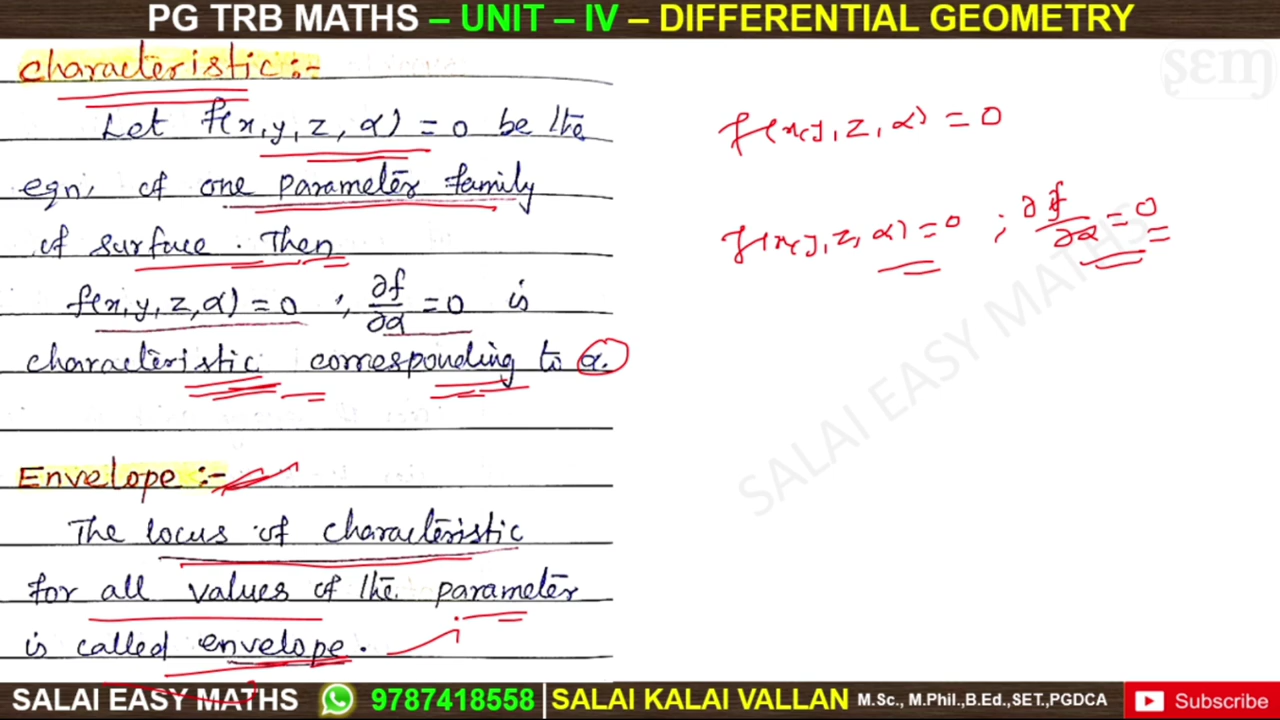 PG TRB MATHS – UNIT – IV – DIFFERENTIAL GEOMETRY
sem
characteristic:-
Let f(x, y, z, α) = 0 be the
eqn. of one parameter family
of surface. Then
f(x, y, z, α) = 0 ; ∂f/∂α = 0 is
characteristic corresponding to α.
Envelope :-
The locus of characteristic
for all values of the parameter
is called envelope.
f(x, y, z, α) = 0
f(x, y, z, α) = 0 ; ∂f/∂α = 0
SALAI EASY MATHS
SALAI EASY MATHS 9787418558 | SALAI KALAI VALLAN M.Sc., M.Phil.,B.Ed.,SET.,PGDCA Subscribe